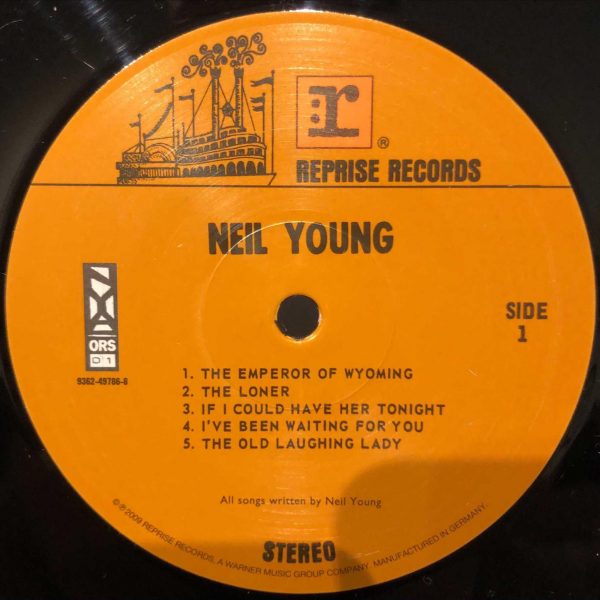 r
®
REPRISE RECORDS
NEIL YOUNG
NYA
ORS
D1
9362-49786-8
SIDE
1
1. THE EMPEROR OF WYOMING
2. THE LONER
3. IF I COULD HAVE HER TONIGHT
4. I'VE BEEN WAITING FOR YOU
5. THE OLD LAUGHING LADY
All songs written by Neil Young
STEREO
©℗2009 REPRISE RECORDS, A WARNER MUSIC GROUP COMPANY. MANUFACTURED IN GERMANY.